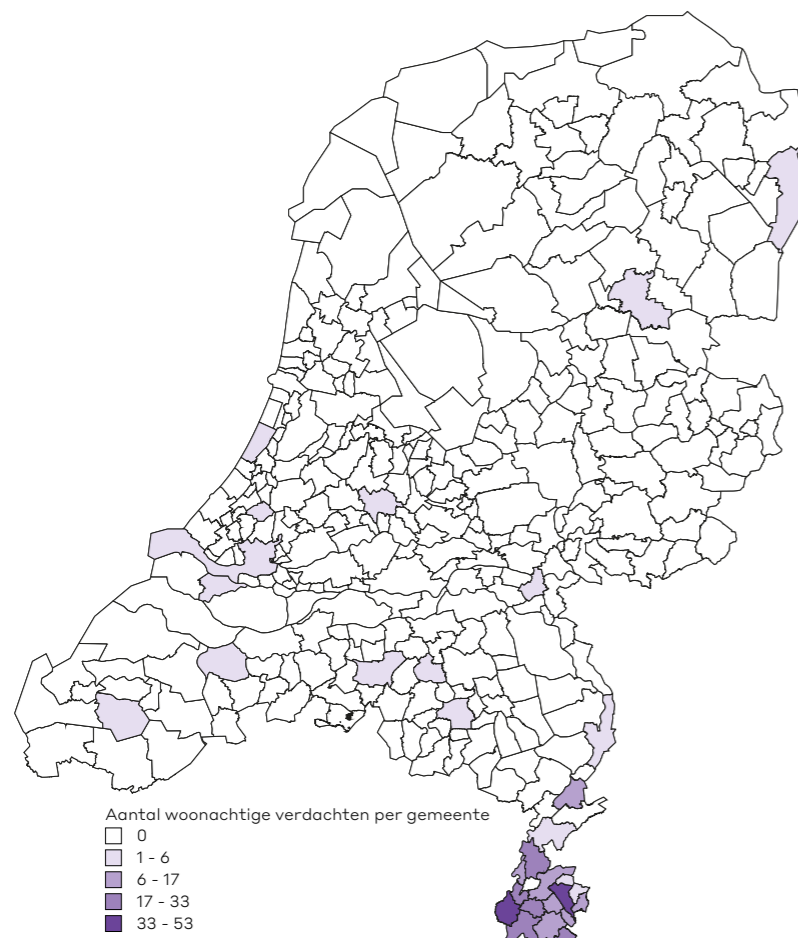 Aantal woonachtige verdachten per gemeente
0
1 - 6
6 - 17
17 - 33
33 - 53